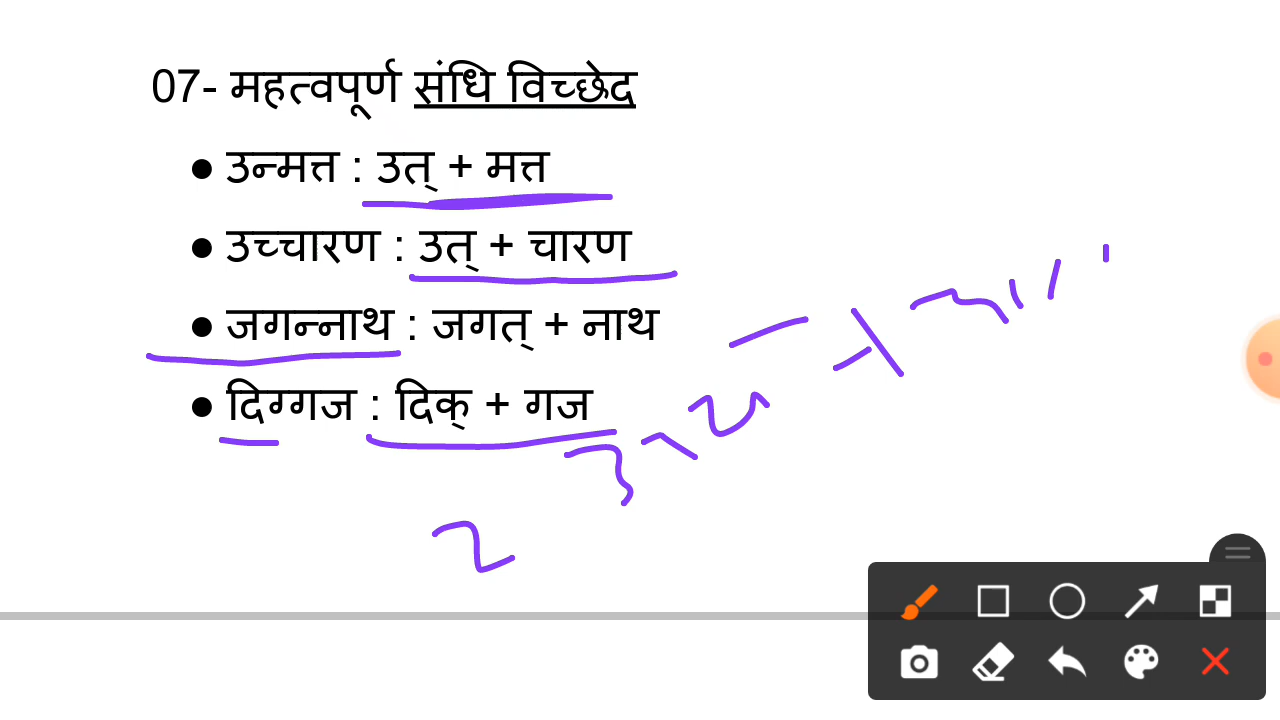 07- महत्वपूर्ण संधि विच्छेद
● उन्मत्त : उत् + मत्त
● उच्चारण : उत् + चारण
● जगन्नाथ : जगत् + नाथ
● दिग्गज : दिक् + गज